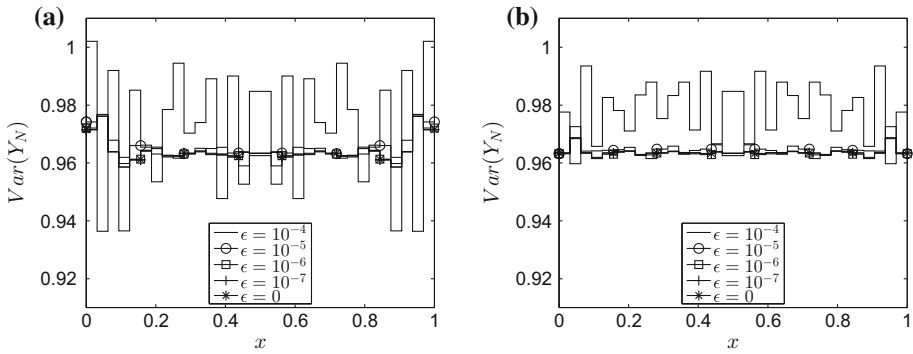 (a)
Var(Y_N)
1
0.98
0.96
0.94
0.92
0 0.2 0.4 0.6 0.8 1
x
ϵ = 10^{-4}
ϵ = 10^{-5}
ϵ = 10^{-6}
ϵ = 10^{-7}
ϵ = 0
(b)
Var(Y_N)
1
0.98
0.96
0.94
0.92
0 0.2 0.4 0.6 0.8 1
x
ϵ = 10^{-4}
ϵ = 10^{-5}
ϵ = 10^{-6}
ϵ = 10^{-7}
ϵ = 0